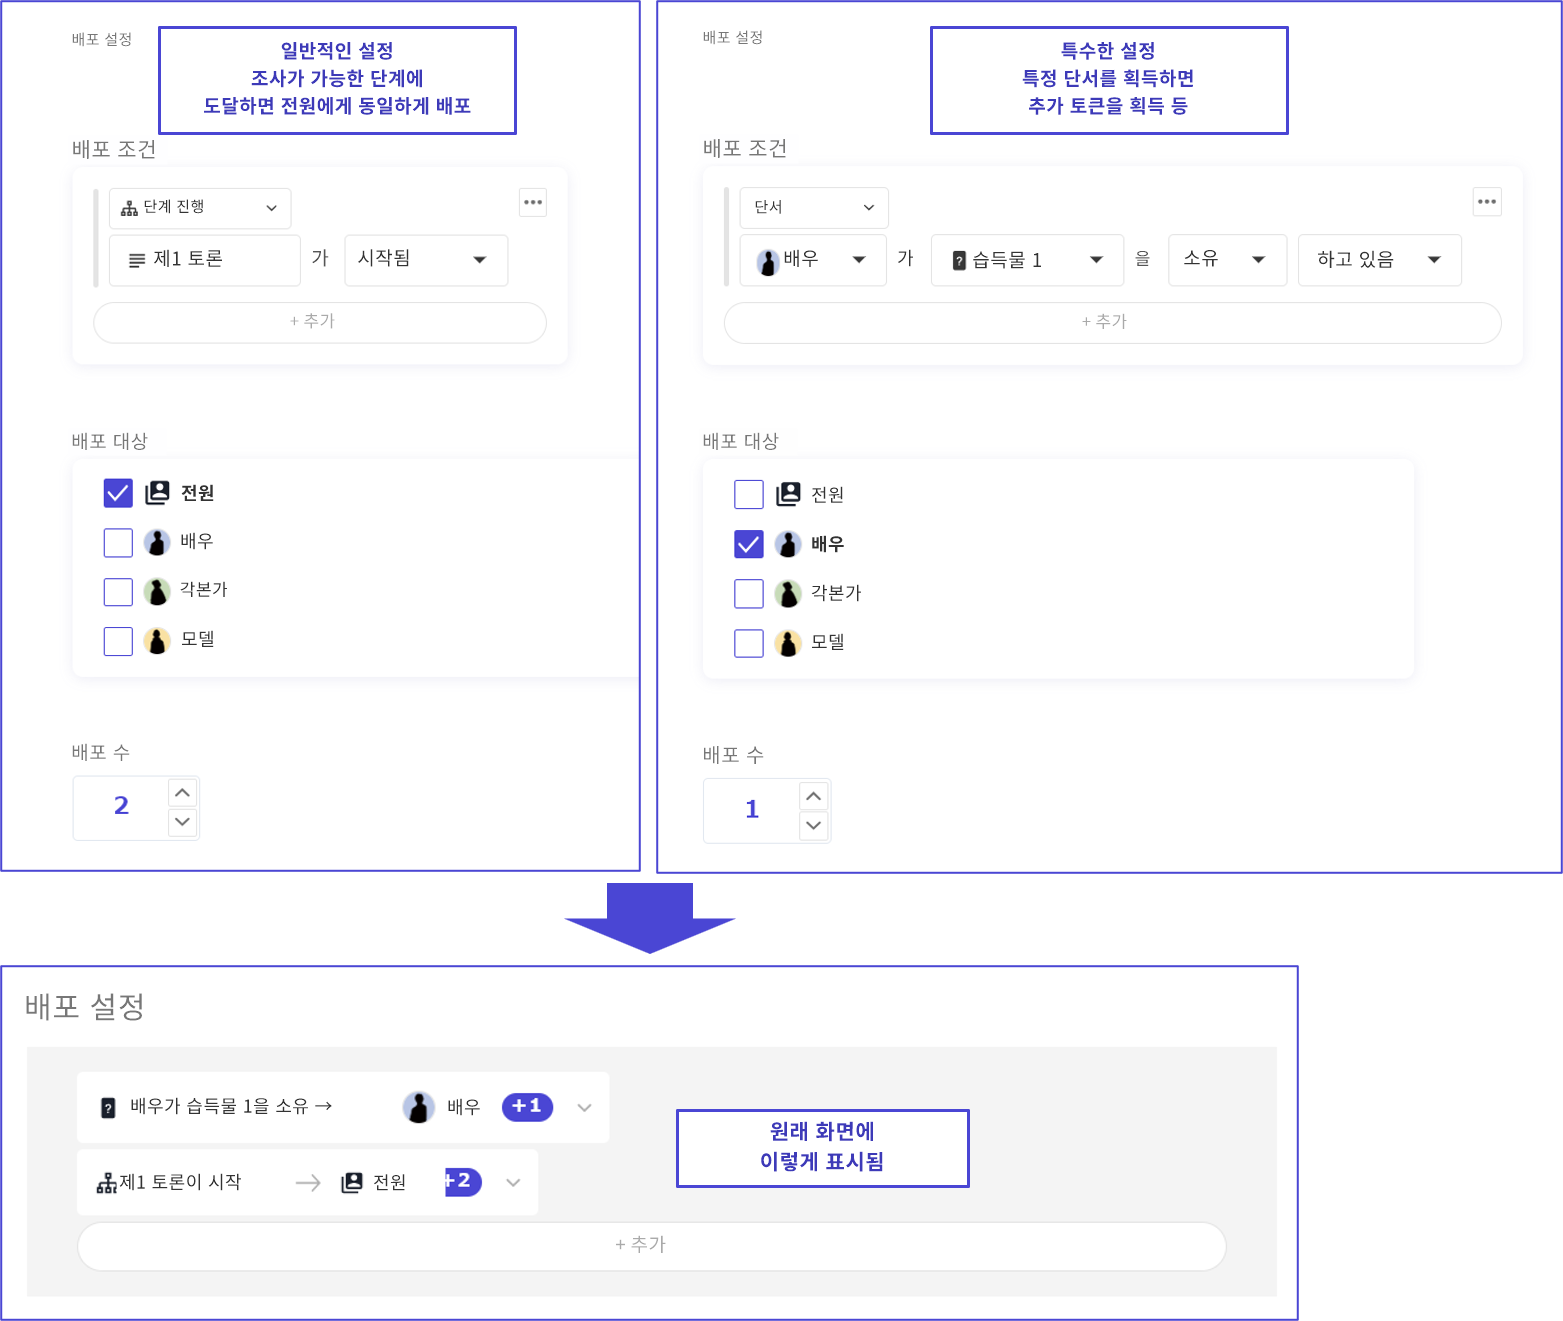 배포 설정
일반적인 설정
조사가 가능한 단계에
도달하면 전원에게 동일하게 배포
배포 조건
단계 진행
제1 토론 가 시작됨
+ 추가
배포 대상
전원
배우
각본가
모델
배포 수
2
배포 설정
특수한 설정
특정 단서를 획득하면
추가 토큰을 획득 등
배포 조건
단서
배우 가 습득물 1 을 소유 하고 있음
+ 추가
배포 대상
전원
배우
각본가
모델
배포 수
1
배포 설정
배우가 습득물 1을 소유 → 배우 +1
제1 토론이 시작 → 전원 +2
+ 추가
원래 화면에
이렇게 표시됨